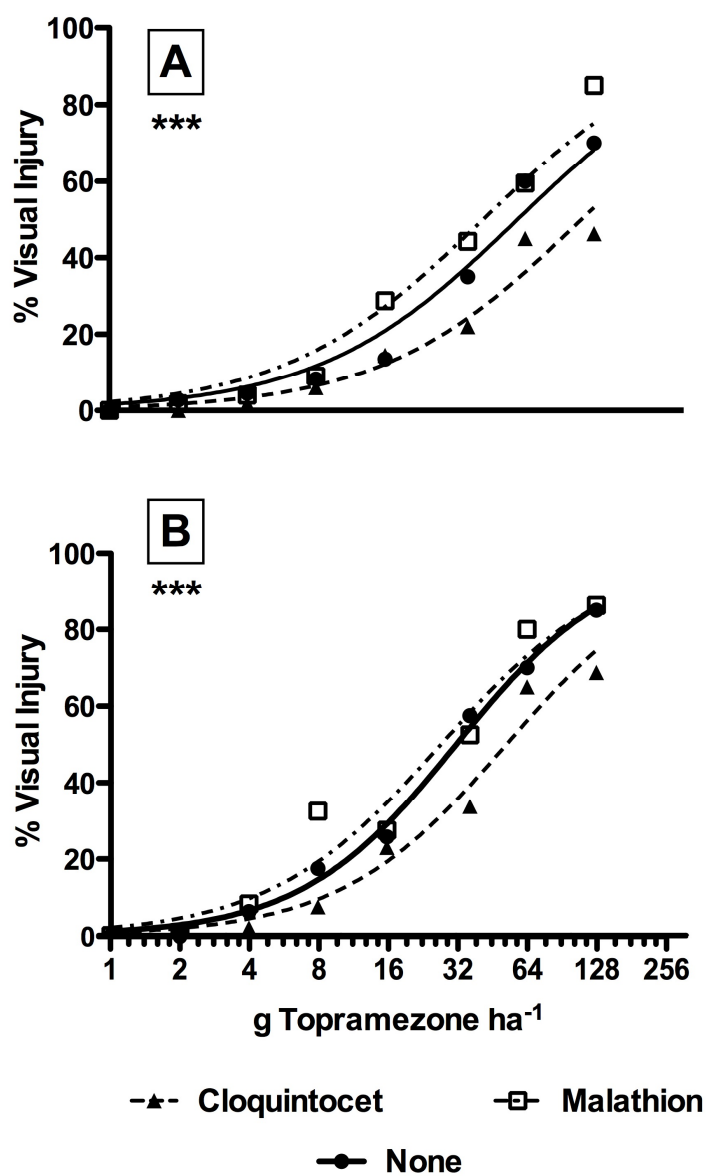 A
***
% Visual Injury
100
80
60
40
20
0
B
***
% Visual Injury
100
80
60
40
20
0
1 2 4 8 16 32 64 128 256
g Topramezone ha⁻¹
Cloquintocet Malathion
None